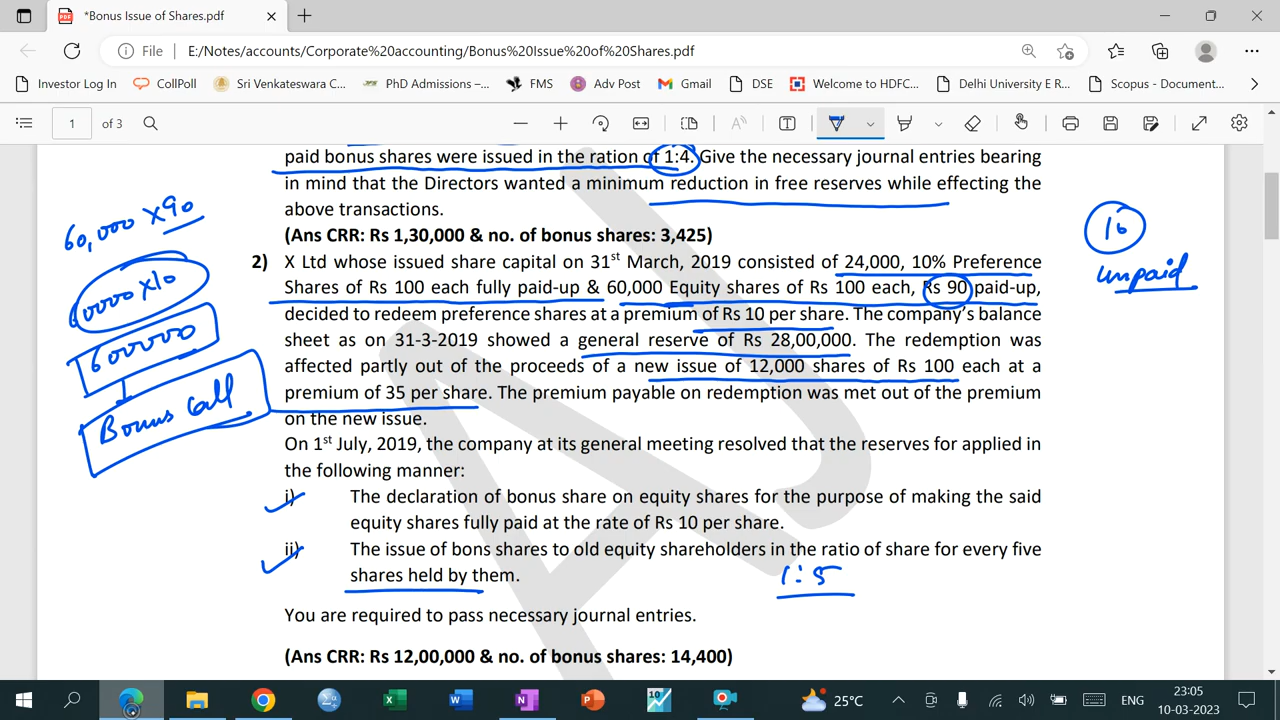 *Bonus Issue of Shares.pdf
File E:/Notes/accounts/Corporate%20accounting/Bonus%20Issue%20of%20Shares.pdf
Investor Log In CollPoll Sri Venkateswara C... PhD Admissions –... FMS Adv Post Gmail DSE Welcome to HDFC... Delhi University E R... Scopus - Document...
1 of 3
paid bonus shares were issued in the ration of 1:4. Give the necessary journal entries bearing
in mind that the Directors wanted a minimum reduction in free reserves while effecting the
above transactions.
(Ans CRR: Rs 1,30,000 & no. of bonus shares: 3,425)
2) X Ltd whose issued share capital on 31st March, 2019 consisted of 24,000, 10% Preference
Shares of Rs 100 each fully paid-up & 60,000 Equity shares of Rs 100 each, Rs 90 paid-up,
decided to redeem preference shares at a premium of Rs 10 per share. The company's balance
sheet as on 31-3-2019 showed a general reserve of Rs 28,00,000. The redemption was
affected partly out of the proceeds of a new issue of 12,000 shares of Rs 100 each at a
premium of 35 per share. The premium payable on redemption was met out of the premium
on the new issue.
On 1st July, 2019, the company at its general meeting resolved that the reserves for applied in
the following manner:
i) The declaration of bonus share on equity shares for the purpose of making the said
equity shares fully paid at the rate of Rs 10 per share.
ii) The issue of bons shares to old equity shareholders in the ratio of share for every five
shares held by them.
1:5
You are required to pass necessary journal entries.
(Ans CRR: Rs 12,00,000 & no. of bonus shares: 14,400)
60,000 x90
0000 x10
600000
Bonus Call
10
unpaid
25°C ENG 23:05
10-03-2023